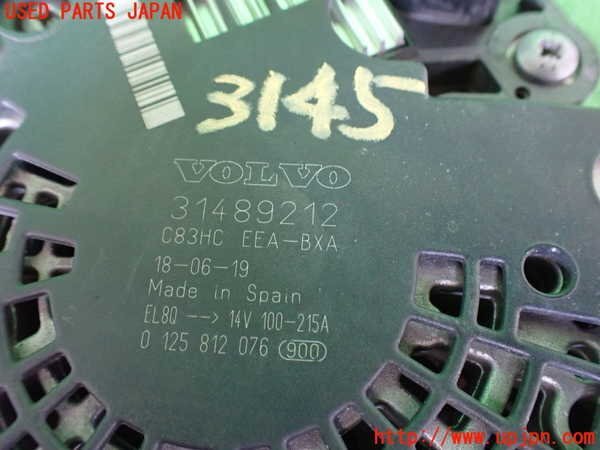 USED PARTS JAPAN
3145
VOLVO
31489212
C83HC EEA-BXA
18-06-19
Made in Spain
EL8Q --> 14V 100-215A
0 125 812 076 900
http://www.upjpn.com/